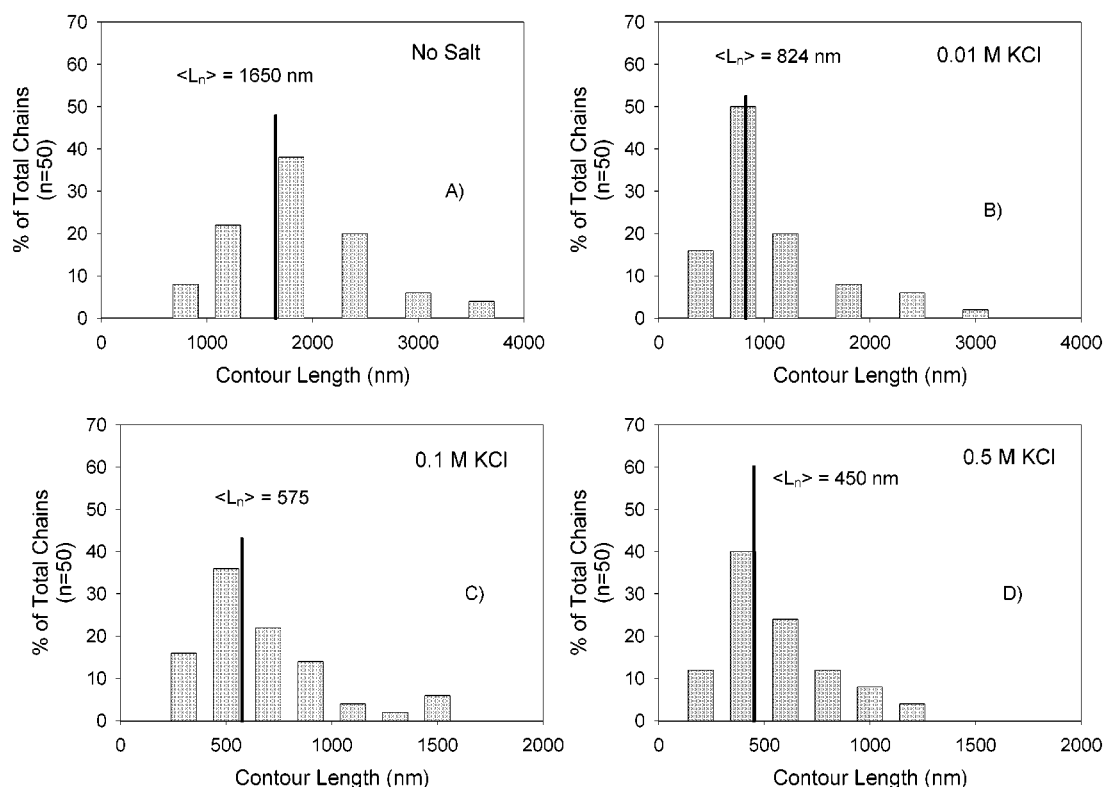 70
60
50
40
30
20
10
0
% of Total Chains
(n=50)
No Salt
<Lₙ> = 1650 nm
A)
0 1000 2000 3000 4000
Contour Length (nm)
70
60
50
40
30
20
10
0
% of Total Chains
(n=50)
0.01 M KCl
<Lₙ> = 824 nm
B)
0 1000 2000 3000 4000
Contour Length (nm)
70
60
50
40
30
20
10
0
% of Total Chains
(n=50)
0.1 M KCl
<Lₙ> = 575
C)
0 500 1000 1500 2000
Contour Length (nm)
70
60
50
40
30
20
10
0
% of Total Chains
(n=50)
0.5 M KCl
<Lₙ> = 450 nm
D)
0 500 1000 1500 2000
Contour Length (nm)